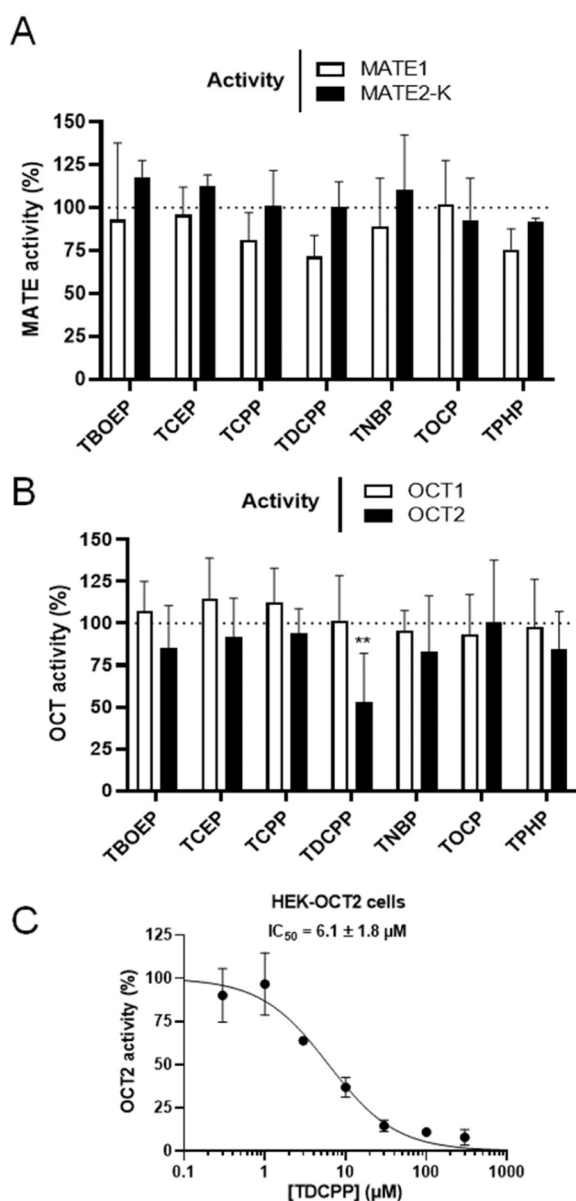 A
Activity
MATE1
MATE2-K
MATE activity (%)
150
125
100
75
50
25
0
TBOEP
TCEP
TCPP
TDCPP
TNBP
TOCP
TPHP
B
Activity
OCT1
OCT2
OCT activity (%)
150
125
100
75
50
25
0
**
TBOEP
TCEP
TCPP
TDCPP
TNBP
TOCP
TPHP
C
HEK-OCT2 cells
IC50 = 6.1 ± 1.8 µM
OCT2 activity (%)
125
100
75
50
25
0
0.1 1 10 100 1000
[TDCPP] (µM)